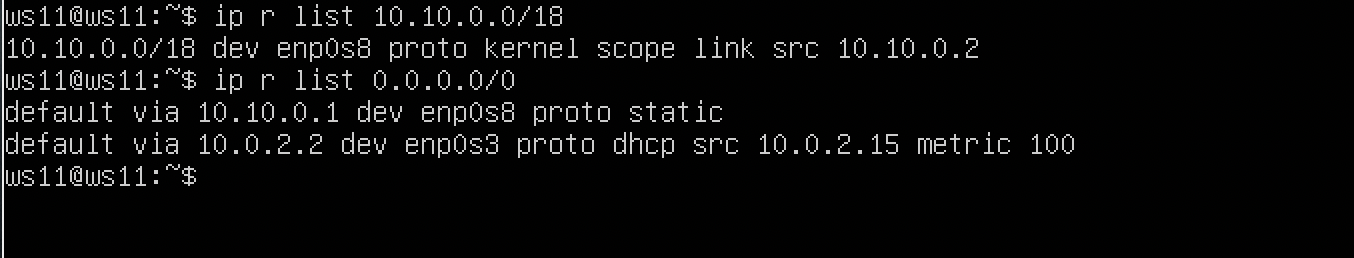 ws11@ws11:~$ ip r list 10.10.0.0/18
10.10.0.0/18 dev enp0s8 proto kernel scope link src 10.10.0.2
ws11@ws11:~$ ip r list 0.0.0.0/0
default via 10.10.0.1 dev enp0s8 proto static
default via 10.0.2.2 dev enp0s3 proto dhcp src 10.0.2.15 metric 100
ws11@ws11:~$